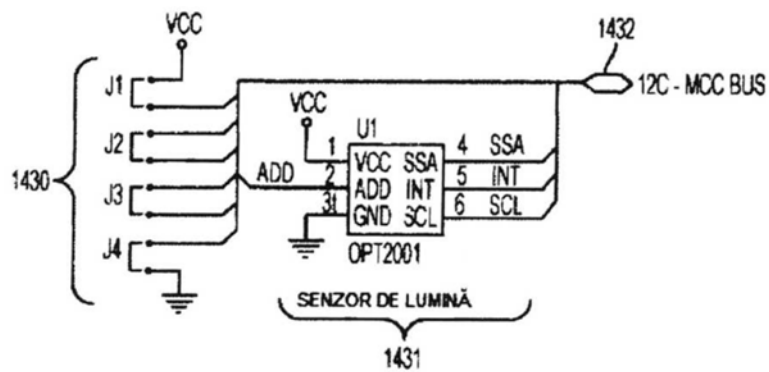 VCC
1432
J1
12C - MCC BUS
VCC
U1
J2
1 VCC SSA 4 SSA
1430
ADD
2 ADD INT 5 INT
J3
3 GND SCL 6 SCL
J4
OPT2001
SENZOR DE LUMINĂ
1431